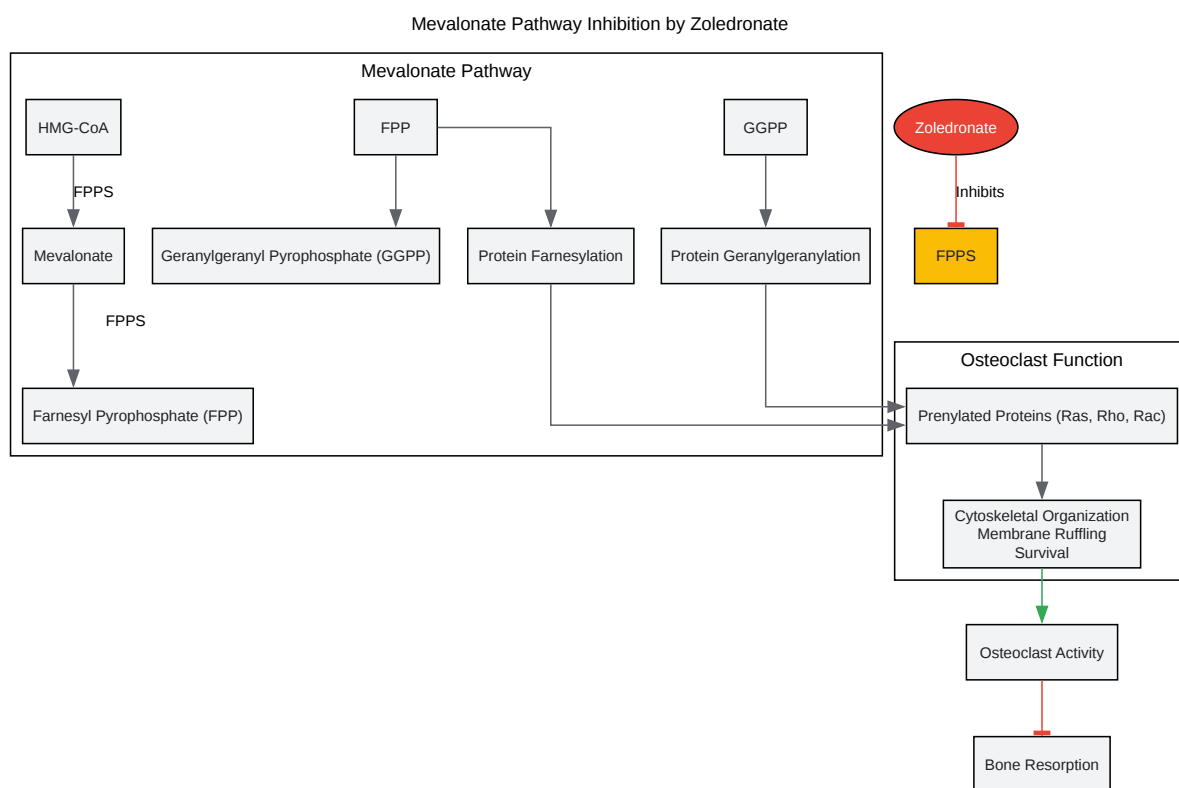 Mevalonate Pathway Inhibition by Zoledronate
Mevalonate Pathway
HMG-CoA
FPP
GGPP
Zoledronate
FPPS
Inhibits
Mevalonate
Geranylgeranyl Pyrophosphate (GGPP)
Protein Farnesylation
Protein Geranylgeranylation
FPPS
FPPS
Osteoclast Function
Farnesyl Pyrophosphate (FPP)
Prenylated Proteins (Ras, Rho, Rac)
Cytoskeletal Organization
Membrane Ruffling
Survival
Osteoclast Activity
Bone Resorption